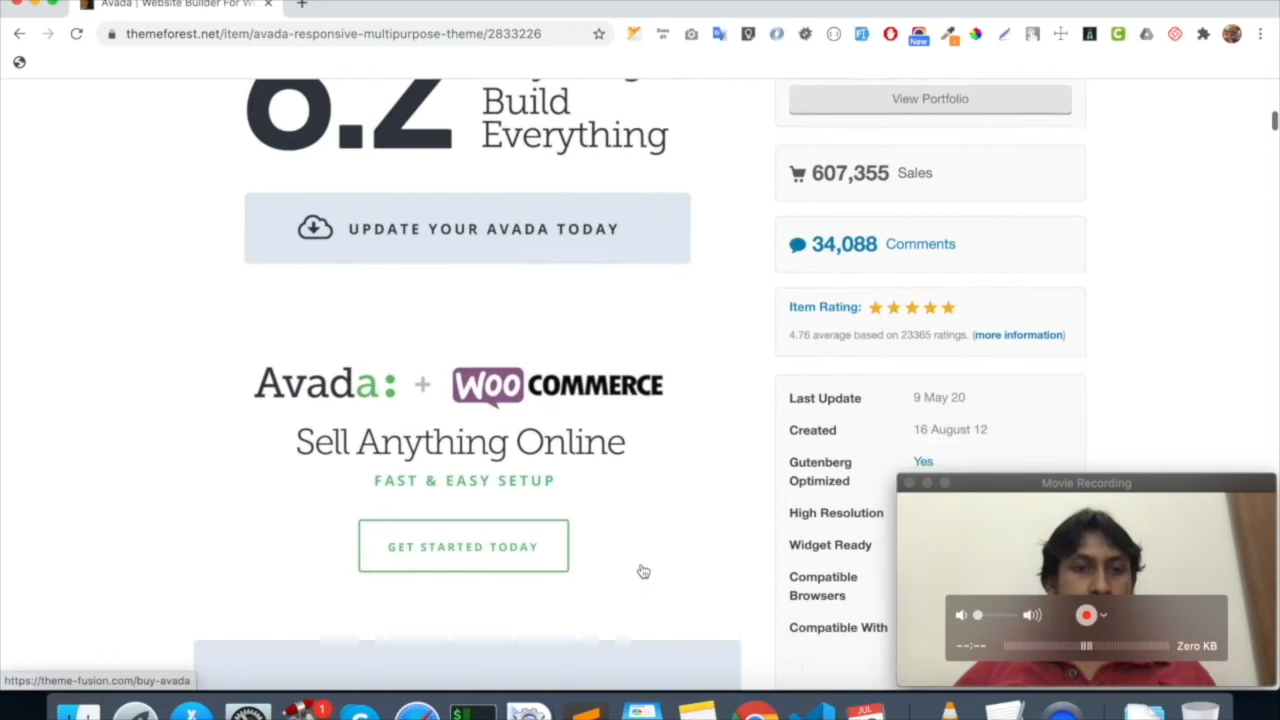 Avada | Website Builder For W
themeforest.net/item/avada-responsive-multipurpose-theme/2833226
New
6.2
Build
Everything
UPDATE YOUR AVADA TODAY
Avada: + WOO COMMERCE
Sell Anything Online
FAST & EASY SETUP
GET STARTED TODAY
https://theme-fusion.com/buy-avada
View Portfolio
607,355 Sales
34,088 Comments
Item Rating:
4.76 average based on 23365 ratings. (more information)
Last Update 9 May 20
Created 16 August 12
Gutenberg Yes
Optimized
High Resolution
Widget Ready
Compatible
Browsers
Compatible With
Movie Recording
--:-- Zero KB
1
JUL